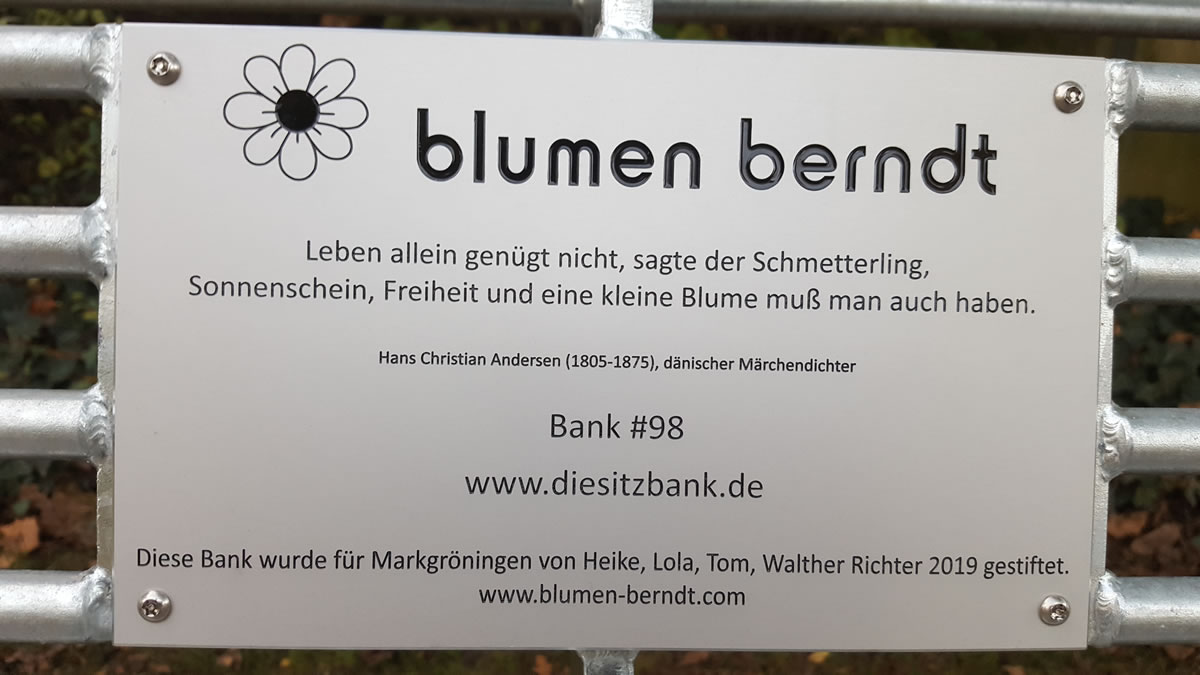 blumen berndt
Leben allein genügt nicht, sagte der Schmetterling,
Sonnenschein, Freiheit und eine kleine Blume muß man auch haben.
Hans Christian Andersen (1805-1875), dänischer Märchendichter
Bank #98
www.diesitzbank.de
Diese Bank wurde für Markgröningen von Heike, Lola, Tom, Walther Richter 2019 gestiftet.
www.blumen-berndt.com